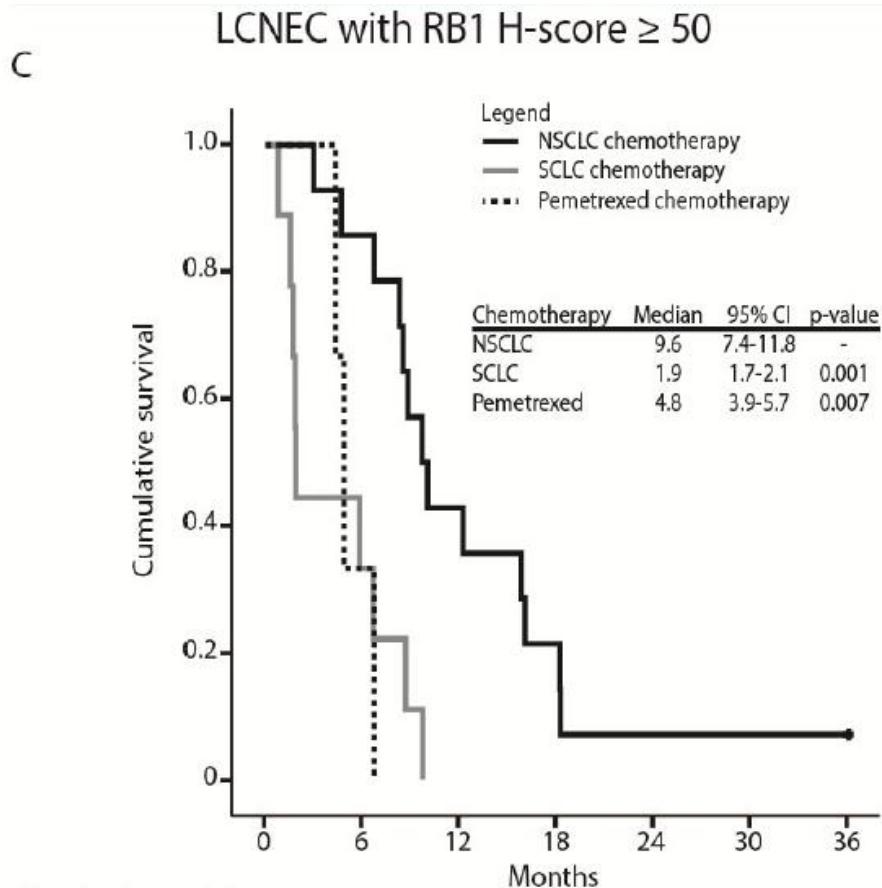 LCNEC with RB1 H-score ≥ 50
C
Legend
NSCLC chemotherapy
SCLC chemotherapy
Pemetrexed chemotherapy
Chemotherapy Median 95% CI p-value
NSCLC 9.6 7.4-11.8 -
SCLC 1.9 1.7-2.1 0.001
Pemetrexed 4.8 3.9-5.7 0.007
Cumulative survival
1.0
0.8
0.6
0.4
0.2
0
0 6 12 18 24 30 36
Months